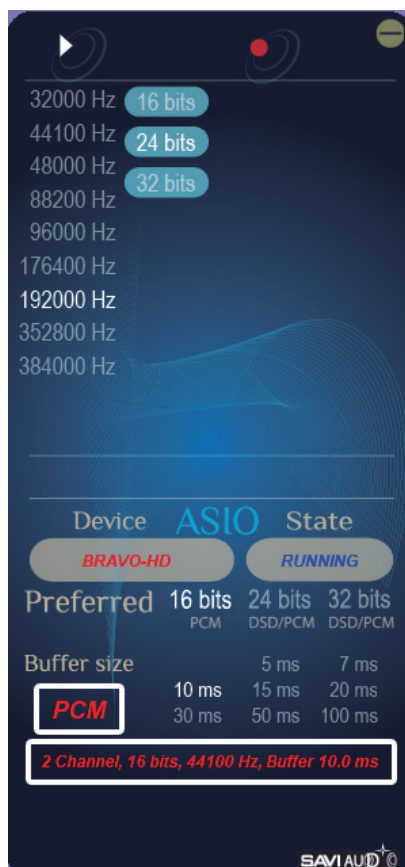 32000 Hz 16 bits
44100 Hz 24 bits
48000 Hz 32 bits
88200 Hz
96000 Hz
176400 Hz
192000 Hz
352800 Hz
384000 Hz
Device ASIO State
BRAVO-HD RUNNING
Preferred 16 bits 24 bits 32 bits
PCM DSD/PCM DSD/PCM
Buffer size 5 ms 7 ms
PCM 10 ms 15 ms 20 ms
30 ms 50 ms 100 ms
2 Channel, 16 bits, 44100 Hz, Buffer 10.0 ms
SAVI AUDIO